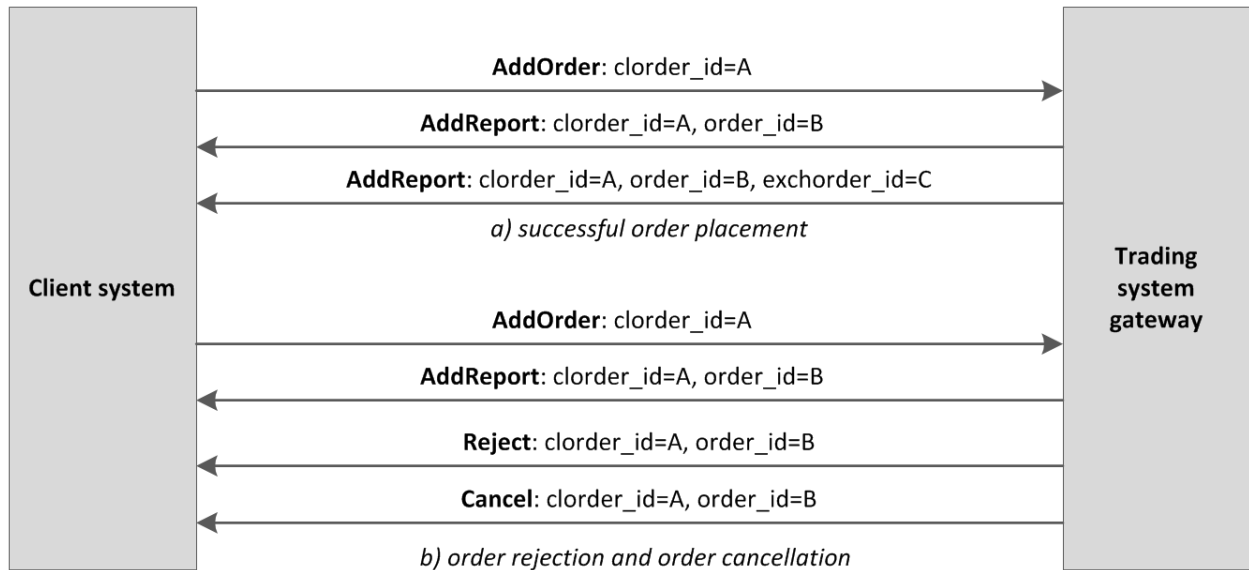 AddOrder: clorder_id=A
AddReport: clorder_id=A, order_id=B
AddReport: clorder_id=A, order_id=B, exchorder_id=C
a) successful order placement
Client system
Trading
system
gateway
AddOrder: clorder_id=A
AddReport: clorder_id=A, order_id=B
Reject: clorder_id=A, order_id=B
Cancel: clorder_id=A, order_id=B
b) order rejection and order cancellation